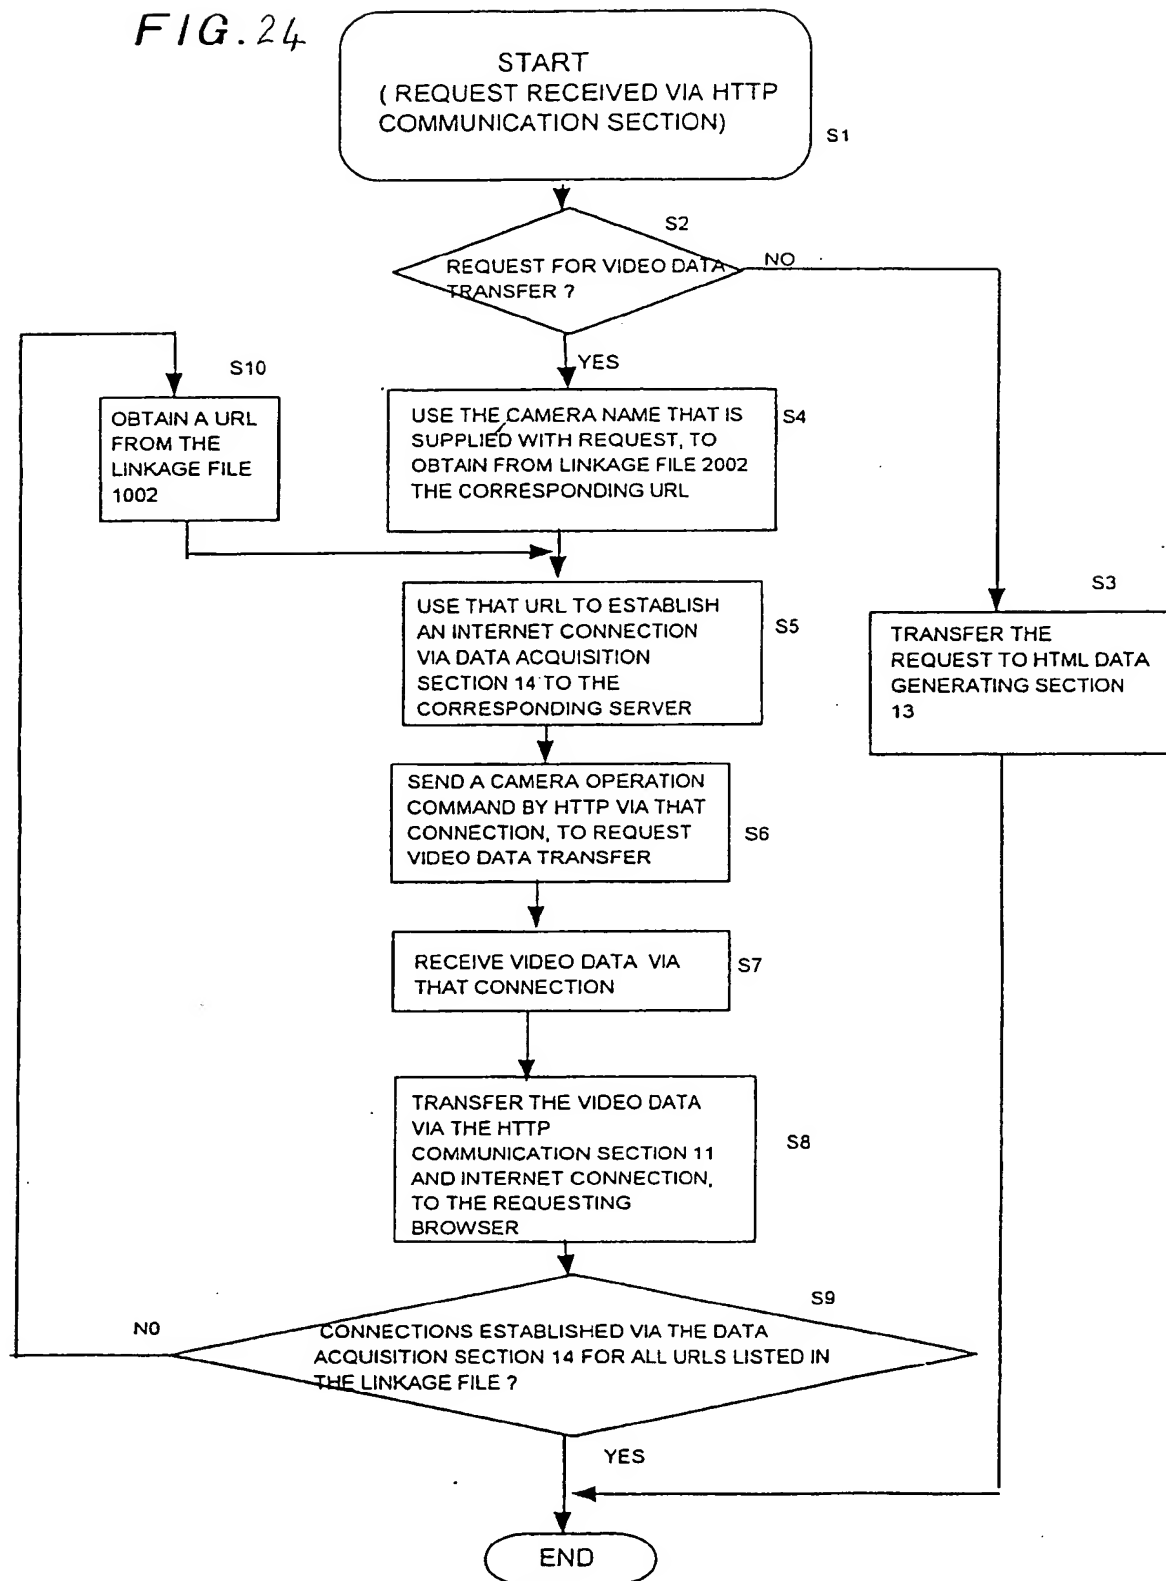 FIG. 24
START
( REQUEST RECEIVED VIA HTTP
COMMUNICATION SECTION)
S1
S2
REQUEST FOR VIDEO DATA
TRANSFER ?
NO
YES
S10
OBTAIN A URL
FROM THE
LINKAGE FILE
1002
USE THE CAMERA NAME THAT IS
SUPPLIED WITH REQUEST, TO
OBTAIN FROM LINKAGE FILE 2002
THE CORRESPONDING URL
S4
USE THAT URL TO ESTABLISH
AN INTERNET CONNECTION
VIA DATA ACQUISITION
SECTION 14 TO THE
CORRESPONDING SERVER
S5
S3
TRANSFER THE
REQUEST TO HTML DATA
GENERATING SECTION
13
SEND A CAMERA OPERATION
COMMAND BY HTTP VIA THAT
CONNECTION, TO REQUEST
VIDEO DATA TRANSFER
S6
RECEIVE VIDEO DATA VIA
THAT CONNECTION
S7
TRANSFER THE VIDEO DATA
VIA THE HTTP
COMMUNICATION SECTION 11
AND INTERNET CONNECTION,
TO THE REQUESTING
BROWSER
S8
S9
N0
CONNECTIONS ESTABLISHED VIA THE DATA
ACQUISITION SECTION 14 FOR ALL URLS LISTED IN
THE LINKAGE FILE ?
YES
END